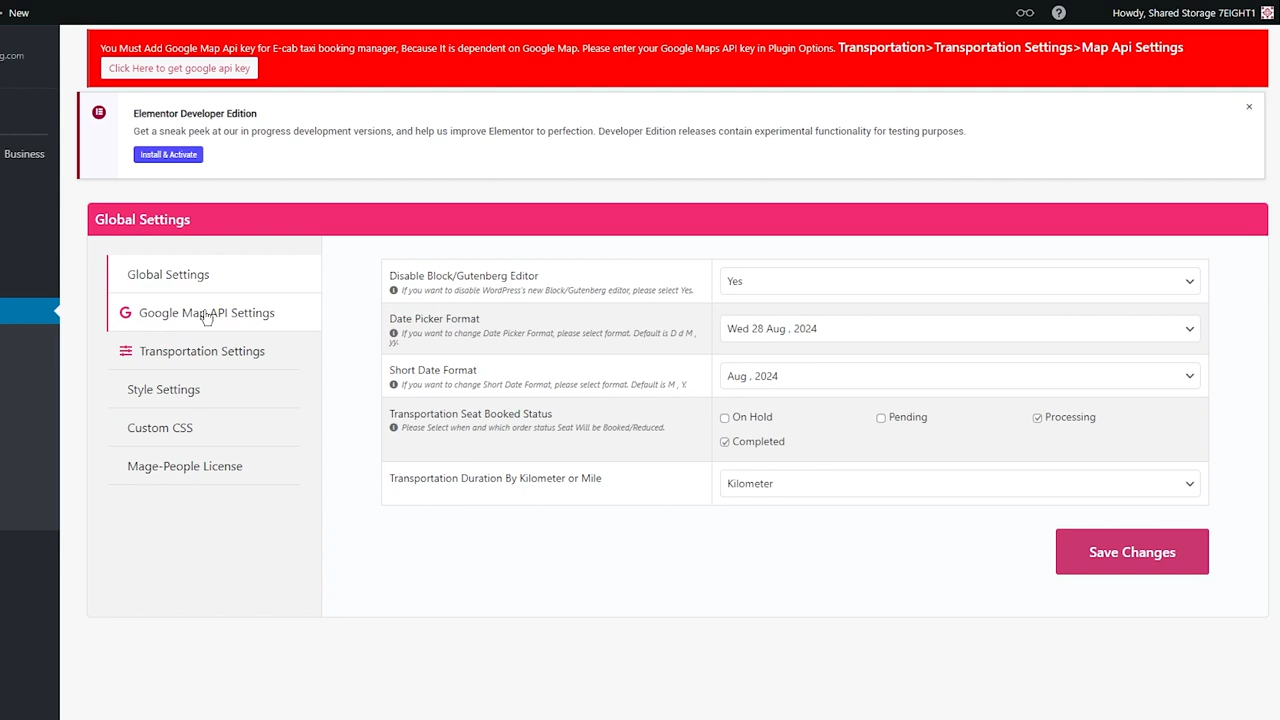 New
Howdy, Shared Storage 7EIGHT1
g.com
You Must Add Google Map Api key for E-cab taxi booking manager, Because It is dependent on Google Map. Please enter your Google Maps API key in Plugin Options. Transportation>Transportation Settings>Map Api Settings
Click Here to get google api key
Elementor Developer Edition
Get a sneak peek at our in progress development versions, and help us improve Elementor to perfection. Developer Edition releases contain experimental functionality for testing purposes.
Install & Activate
Business
Global Settings
Global Settings
Google Map API Settings
Transportation Settings
Style Settings
Custom CSS
Mage-People License
Disable Block/Gutenberg Editor
If you want to disable WordPress's new Block/Gutenberg editor, please select Yes.
Yes
Date Picker Format
If you want to change Date Picker Format, please select format. Default is D d M ,
yy.
Wed 28 Aug , 2024
Short Date Format
If you want to change Short Date Format, please select format. Default is M , Y.
Aug , 2024
Transportation Seat Booked Status
Please Select when and which order status Seat Will be Booked/Reduced.
On Hold Pending Processing
Completed
Transportation Duration By Kilometer or Mile
Kilometer
Save Changes